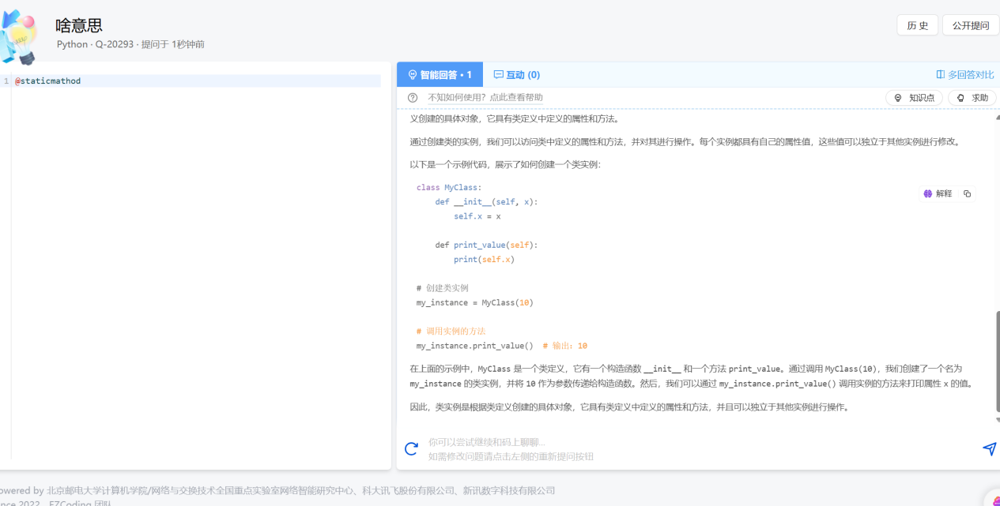 啥意思
Python · Q-20293 · 提问于 1秒钟前
历 史
公开提问
1 @staticmathod
智能回答 • 1
互动 (0)
多回答对比
不知如何使用？点此查看帮助
知识点
求助
义创建的具体对象，它具有类定义中定义的属性和方法。
通过创建类的实例，我们可以访问类中定义的属性和方法，并对其进行操作。每个实例都具有自己的属性值，这些值可以独立于其他实例进行修改。
以下是一个示例代码，展示了如何创建一个类实例：
class MyClass:
    def __init__(self, x):
        self.x = x
    def print_value(self):
        print(self.x)
# 创建类实例
my_instance = MyClass(10)
# 调用实例的方法
my_instance.print_value()  # 输出：10
解释
在上面的示例中，MyClass 是一个类定义，它有一个构造函数 __init__ 和一个方法 print_value。通过调用 MyClass(10)，我们创建了一个名为
my_instance 的类实例，并将 10 作为参数传递给构造函数。然后，我们可以通过 my_instance.print_value() 调用实例的方法来打印属性 x 的值。
因此，类实例是根据类定义创建的具体对象，它具有类定义中定义的属性和方法，并且可以独立于其他实例进行操作。
你可以尝试继续和码上聊聊...
如需修改问题请点击左侧的重新提问按钮
owered by 北京邮电大学计算机学院/网络与交换技术全国重点实验室网络智能研究中心、科大讯飞股份有限公司、新讯数字科技有限公司
nce 2022 EZCoding 团队